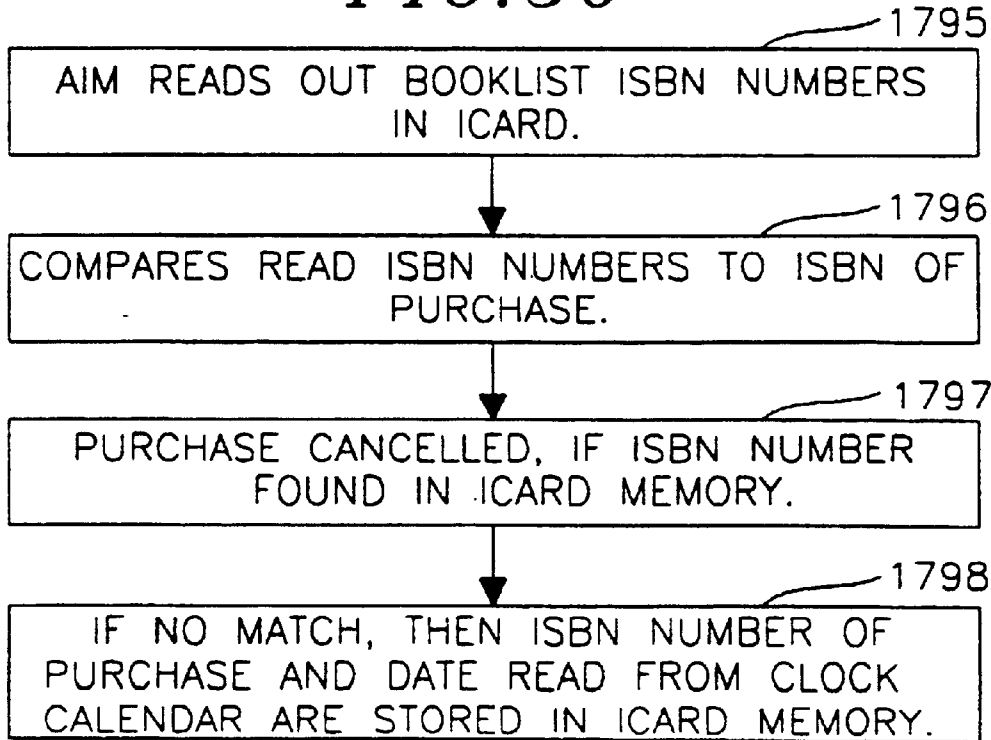 1795
AIM READS OUT BOOKLIST ISBN NUMBERS
IN ICARD.
1796
COMPARES READ ISBN NUMBERS TO ISBN OF
PURCHASE.
1797
PURCHASE CANCELLED, IF ISBN NUMBER
FOUND IN ICARD MEMORY.
1798
IF NO MATCH, THEN ISBN NUMBER OF
PURCHASE AND DATE READ FROM CLOCK
CALENDAR ARE STORED IN ICARD MEMORY.